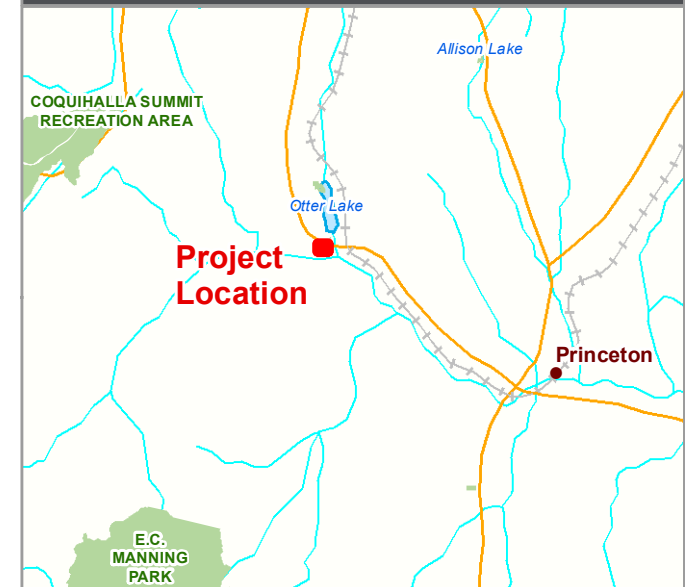 Allison Lake
COQUIHALLA SUMMIT
RECREATION AREA
Otter Lake
Project
Location
Princeton
E.C.
MANNING
PARK